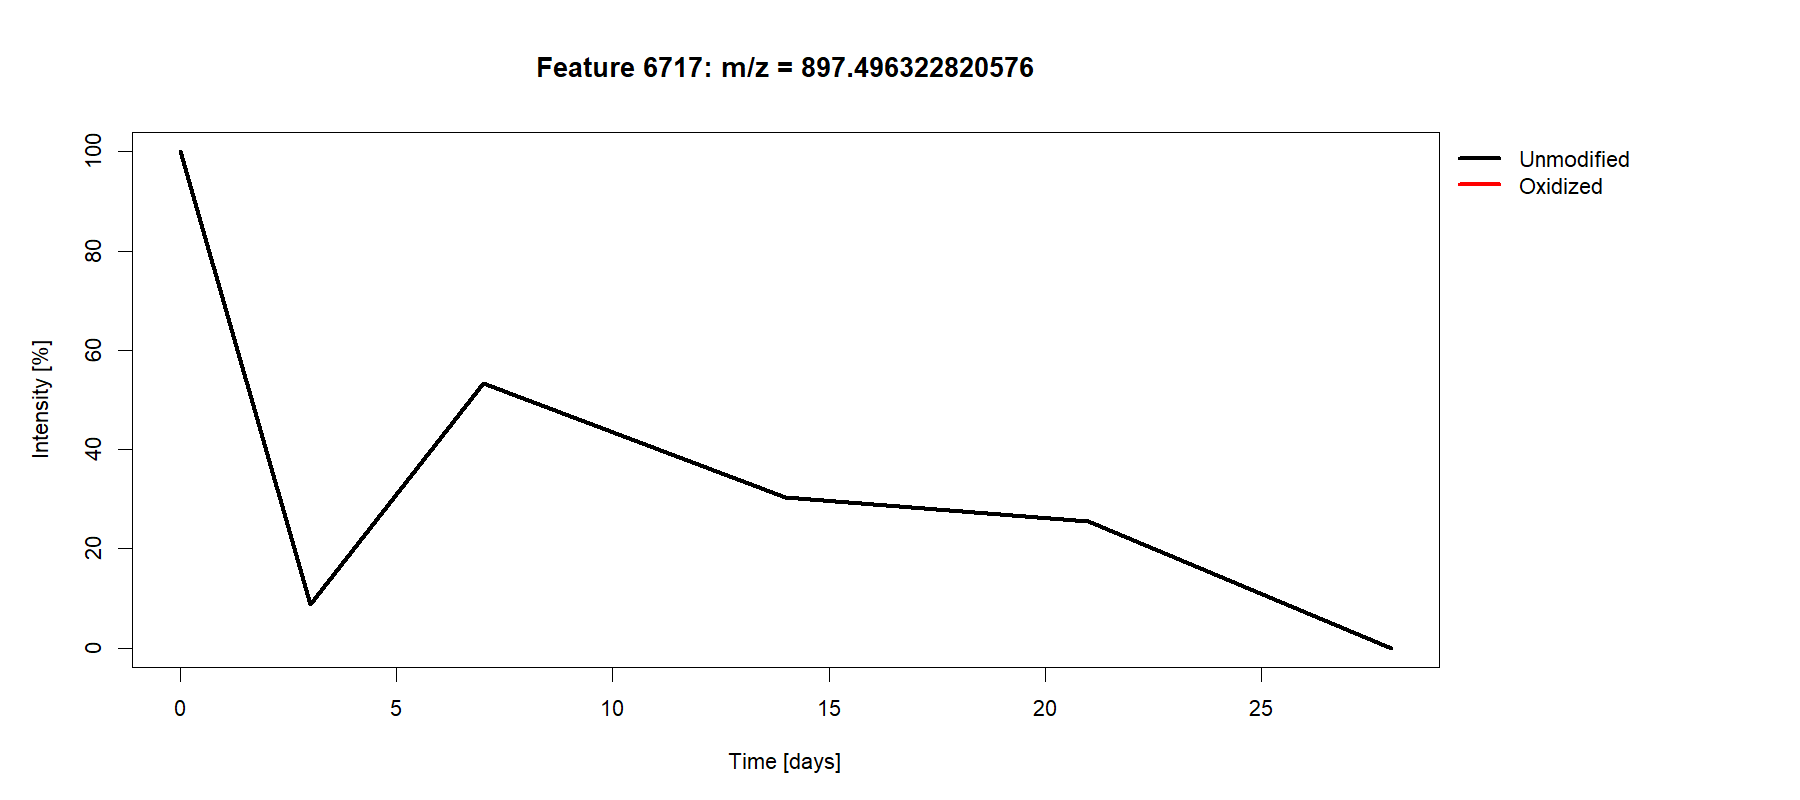 Feature 6717: m/z = 897.496322820576
Unmodified
Oxidized
Intensity [%]
100
80
60
40
20
0
0 5 10 15 20 25
Time [days]